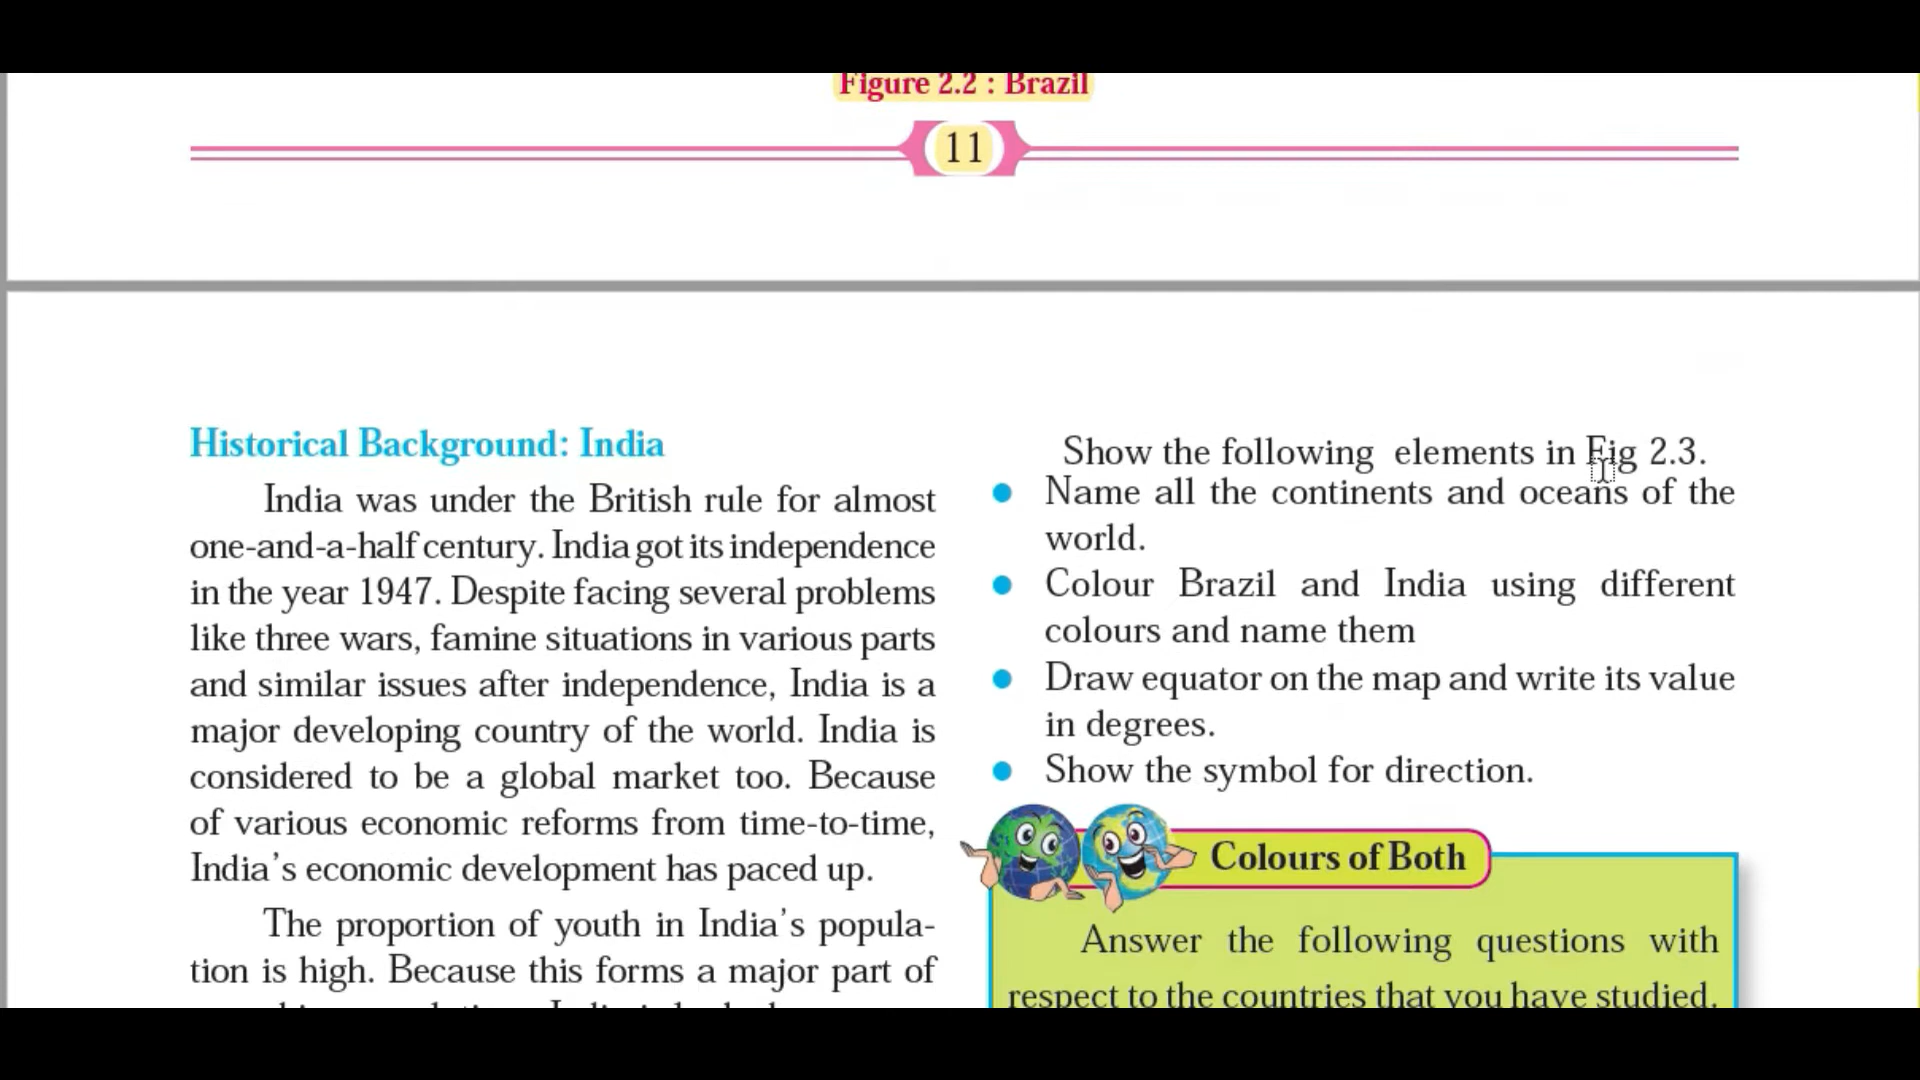 Figure 2.2 : Brazil
11
Historical Background: India
India was under the British rule for almost
one-and-a-half century. India got its independence
in the year 1947. Despite facing several problems
like three wars, famine situations in various parts
and similar issues after independence, India is a
major developing country of the world. India is
considered to be a global market too. Because
of various economic reforms from time-to-time,
India’s economic development has paced up.
The proportion of youth in India’s popula-
tion is high. Because this forms a major part of
Show the following elements in Fig 2.3.
Name all the continents and oceans of the
world.
Colour Brazil and India using different
colours and name them
Draw equator on the map and write its value
in degrees.
Show the symbol for direction.
Colours of Both
Answer the following questions with
respect to the countries that you have studied.